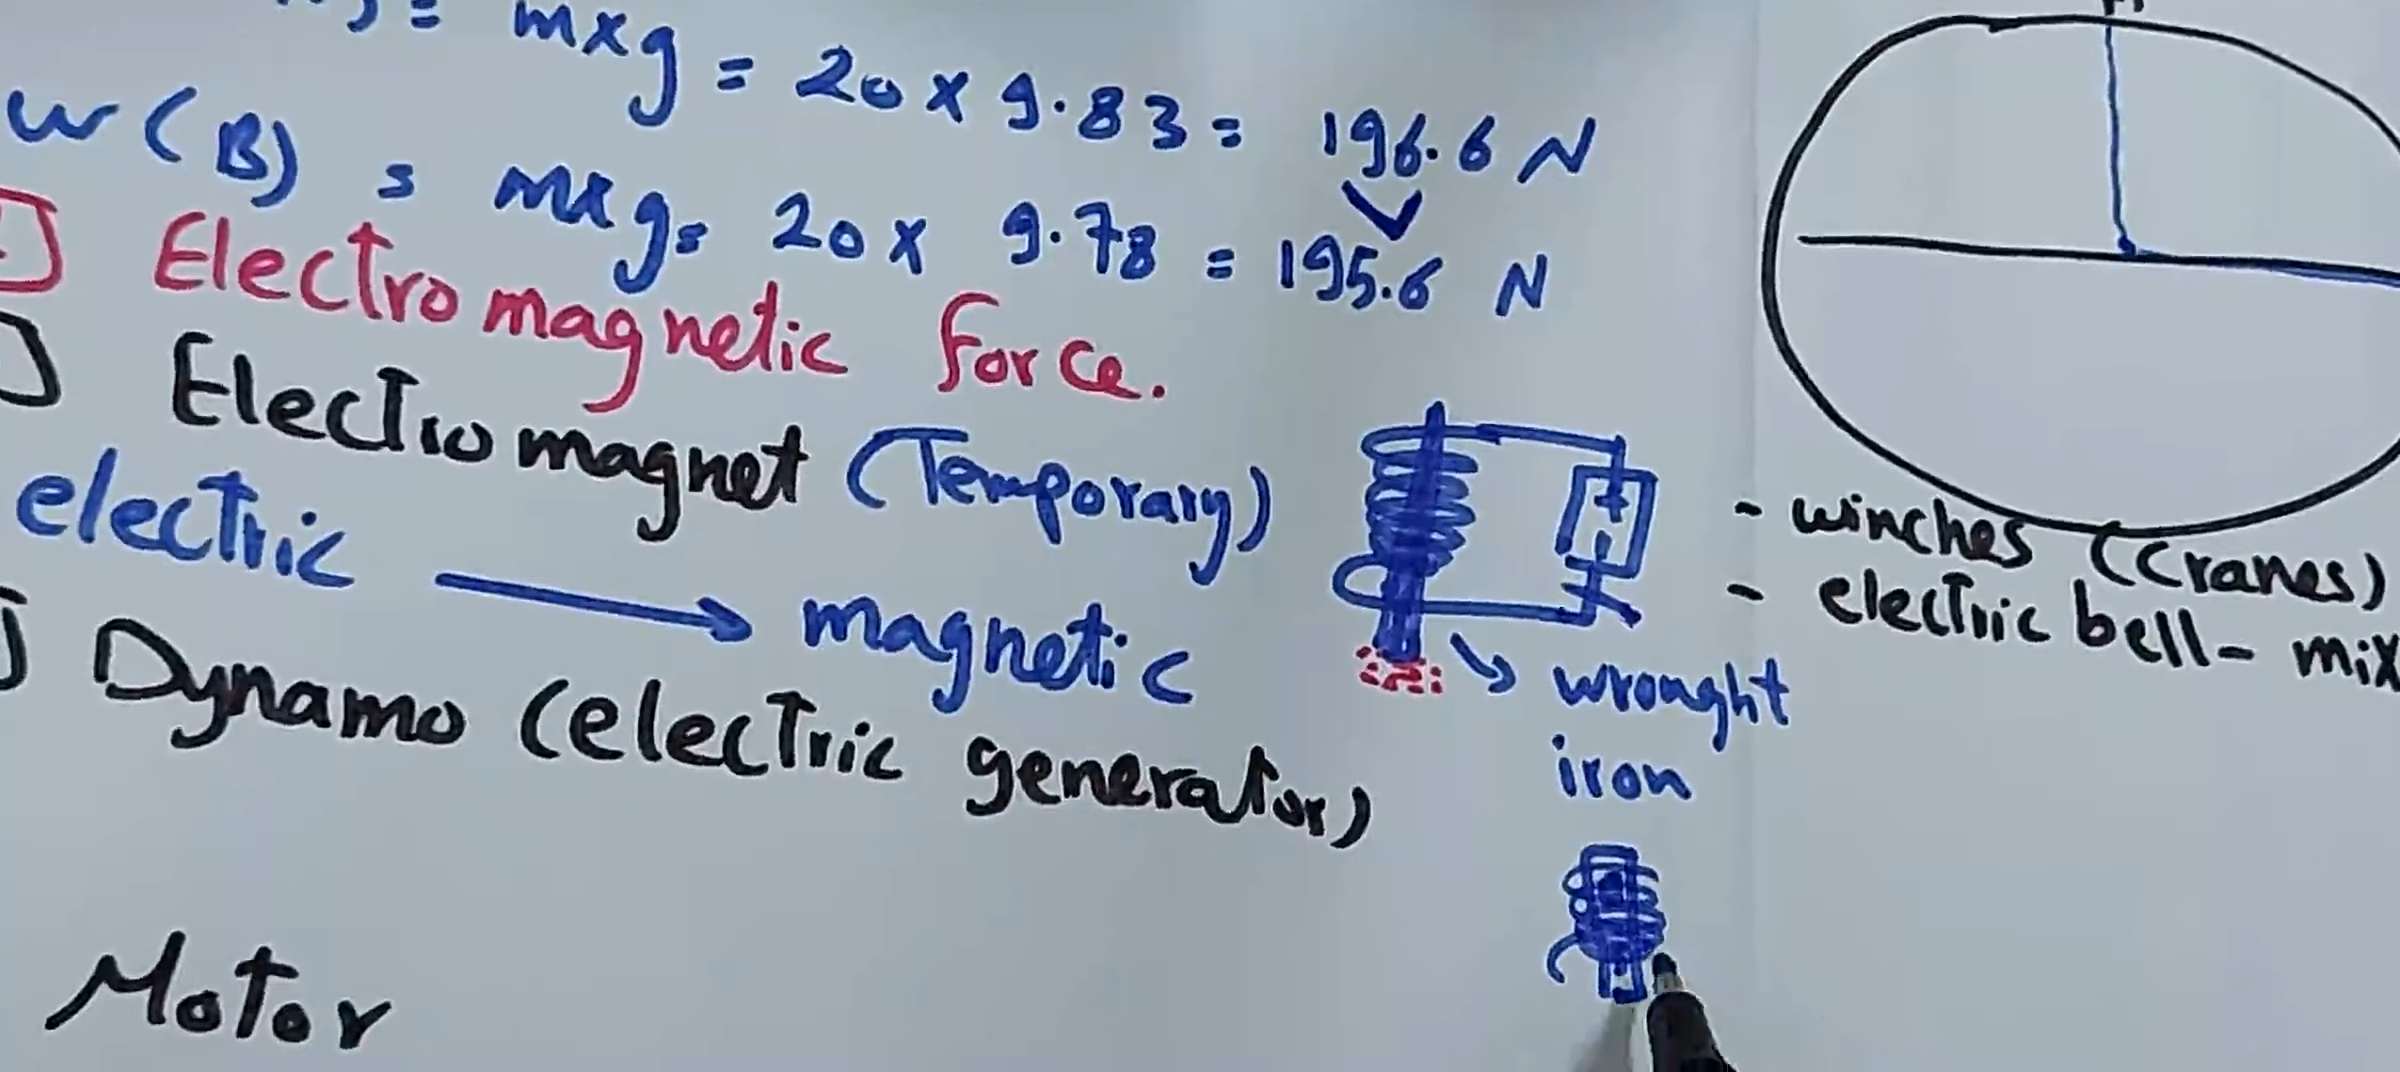 = mxg = 20 x 9.83 = 196.6 N
W (B) = mxg = 20 x 9.78 = 195.6 N
Electromagnetic force.
Electromagnet (Temporary)
electric → magnetic
- winches (cranes)
- electric bell - mix
wrought
iron
Dynamo (electric generator)
Motor